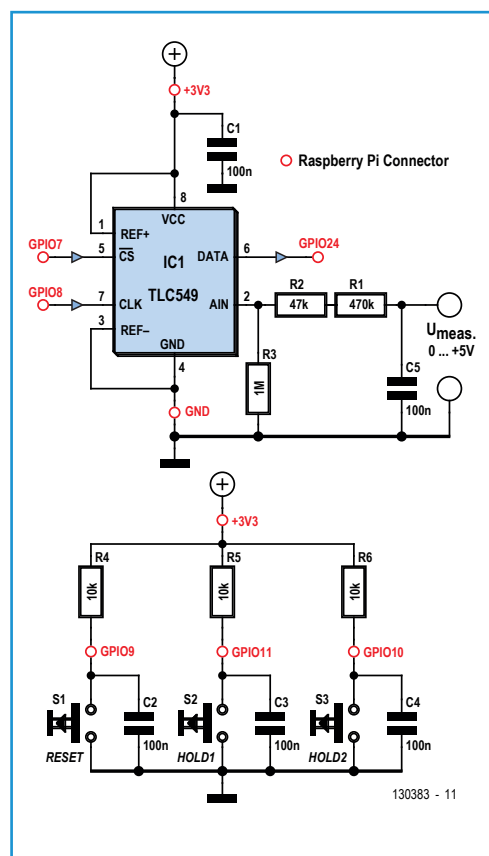 +3V3
C1
100n
Raspberry Pi Connector
8
VCC
1
REF+
GPIO7
5
CS
IC1
DATA
6
GPIO24
TLC549
GPIO8
7
CLK
AIN
2
R2
47k
R1
470k
3
REF–
GND
4
R3
1M
Umeas.
0 ... +5V
C5
100n
GND
+3V3
R4
10k
R5
10k
R6
10k
GPIO9
GPIO11
GPIO10
S1
C2
100n
RESET
S2
C3
100n
HOLD1
S3
C4
100n
HOLD2
130383 - 11